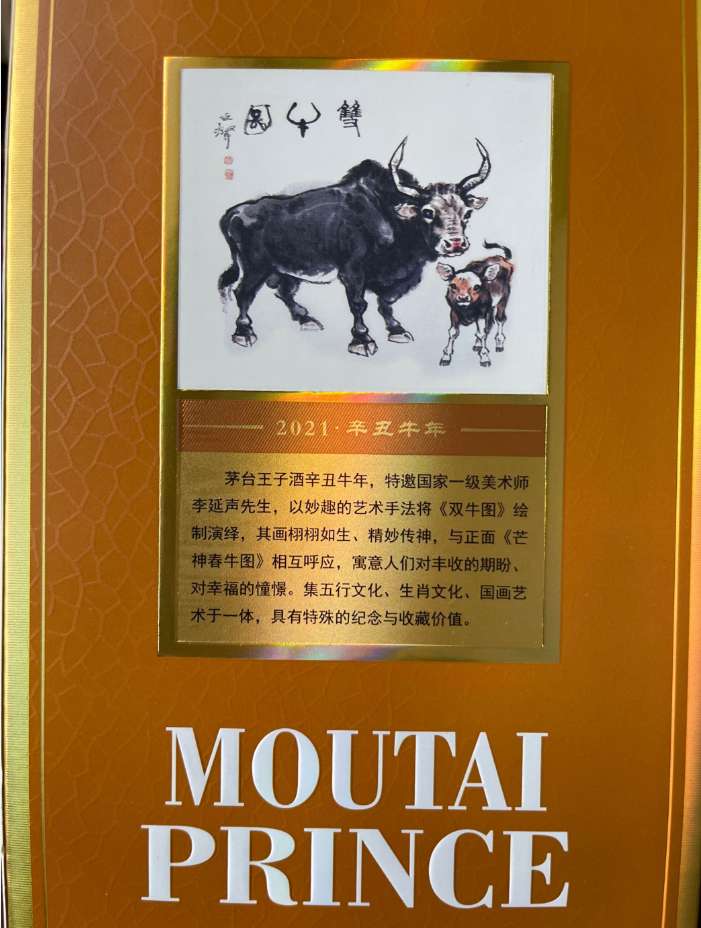 雙牛圖
延声
2021·辛丑牛年
茅台王子酒辛丑牛年，特邀国家一级美术师
李延声先生，以妙趣的艺术手法将《双牛图》绘
制演绎，其画栩栩如生、精妙传神，与正面《芒
神春牛图》相互呼应，寓意人们对丰收的期盼、
对幸福的憧憬。集五行文化、生肖文化、国画艺
术于一体，具有特殊的纪念与收藏价值。
MOUTAI
PRINCE